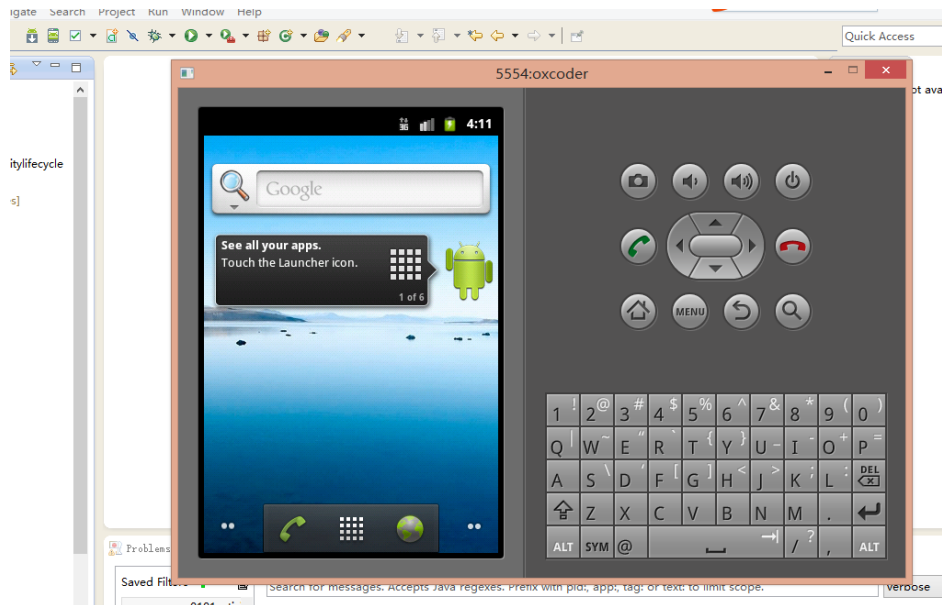 igate Search Project Run Window Help
Quick Access
5554:oxcoder
ot ava
4:11
3G
Google
itylifecycle
s]
See all your apps.
Touch the Launcher icon.
1 of 6
MENU
1 ! 2 @ 3 # 4 $ 5 % 6 ^ 7 & 8 * 9 ( 0 )
Q | W ~ E " R ` T { Y } U _ I - O + P =
A S \ D ' F [ G ] H < J > K ; L : DEL
Z X C V B N M .
ALT SYM @ / ? , ALT
Problems
Saved Filt
Search for messages. Accepts Java regexes. Prefix with pid:, app:, tag: or text: to limit scope.
verbose